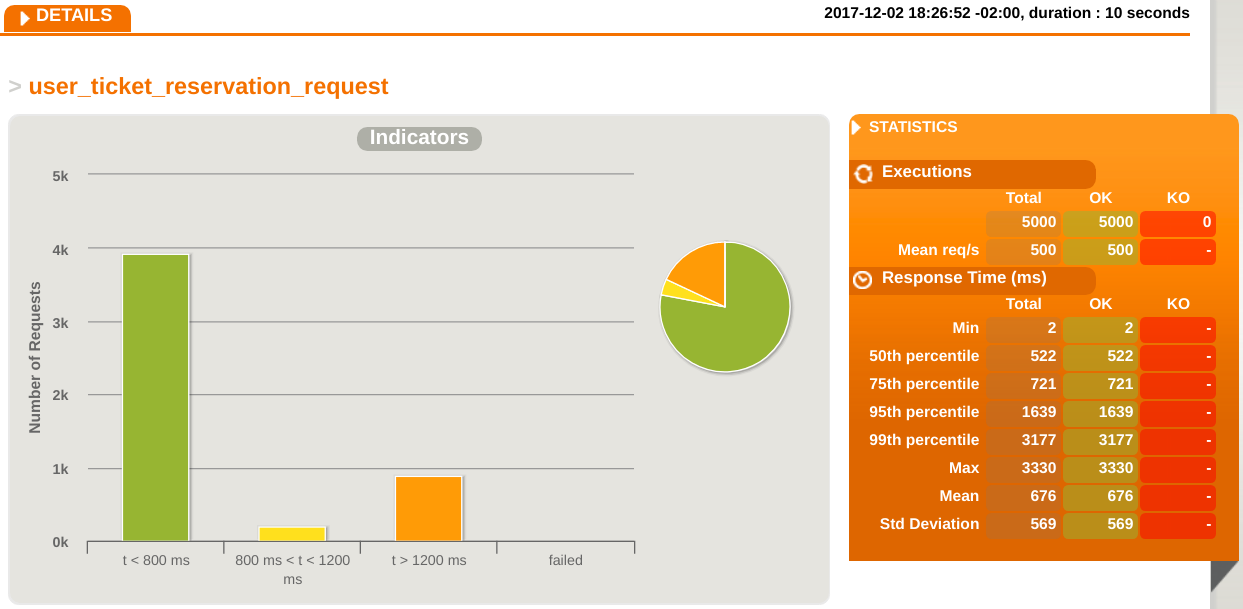 DETAILS
2017-12-02 18:26:52 -02:00, duration : 10 seconds
> user_ticket_reservation_request
Indicators
5k
4k
3k
2k
1k
0k
Number of Requests
t < 800 ms
800 ms < t < 1200
ms
t > 1200 ms
failed
STATISTICS
Executions
Total OK KO
5000 5000 0
Mean req/s 500 500 -
Response Time (ms)
Total OK KO
Min 2 2 -
50th percentile 522 522 -
75th percentile 721 721 -
95th percentile 1639 1639 -
99th percentile 3177 3177 -
Max 3330 3330 -
Mean 676 676 -
Std Deviation 569 569 -